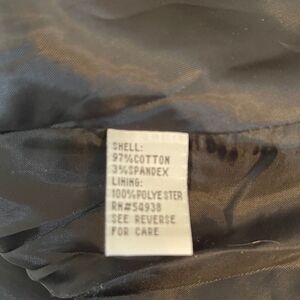 SHELL:
97%COTTON
3%SPANDEX
LINING:
100%POLYESTER
RN#54938
SEE REVERSE
FOR CARE